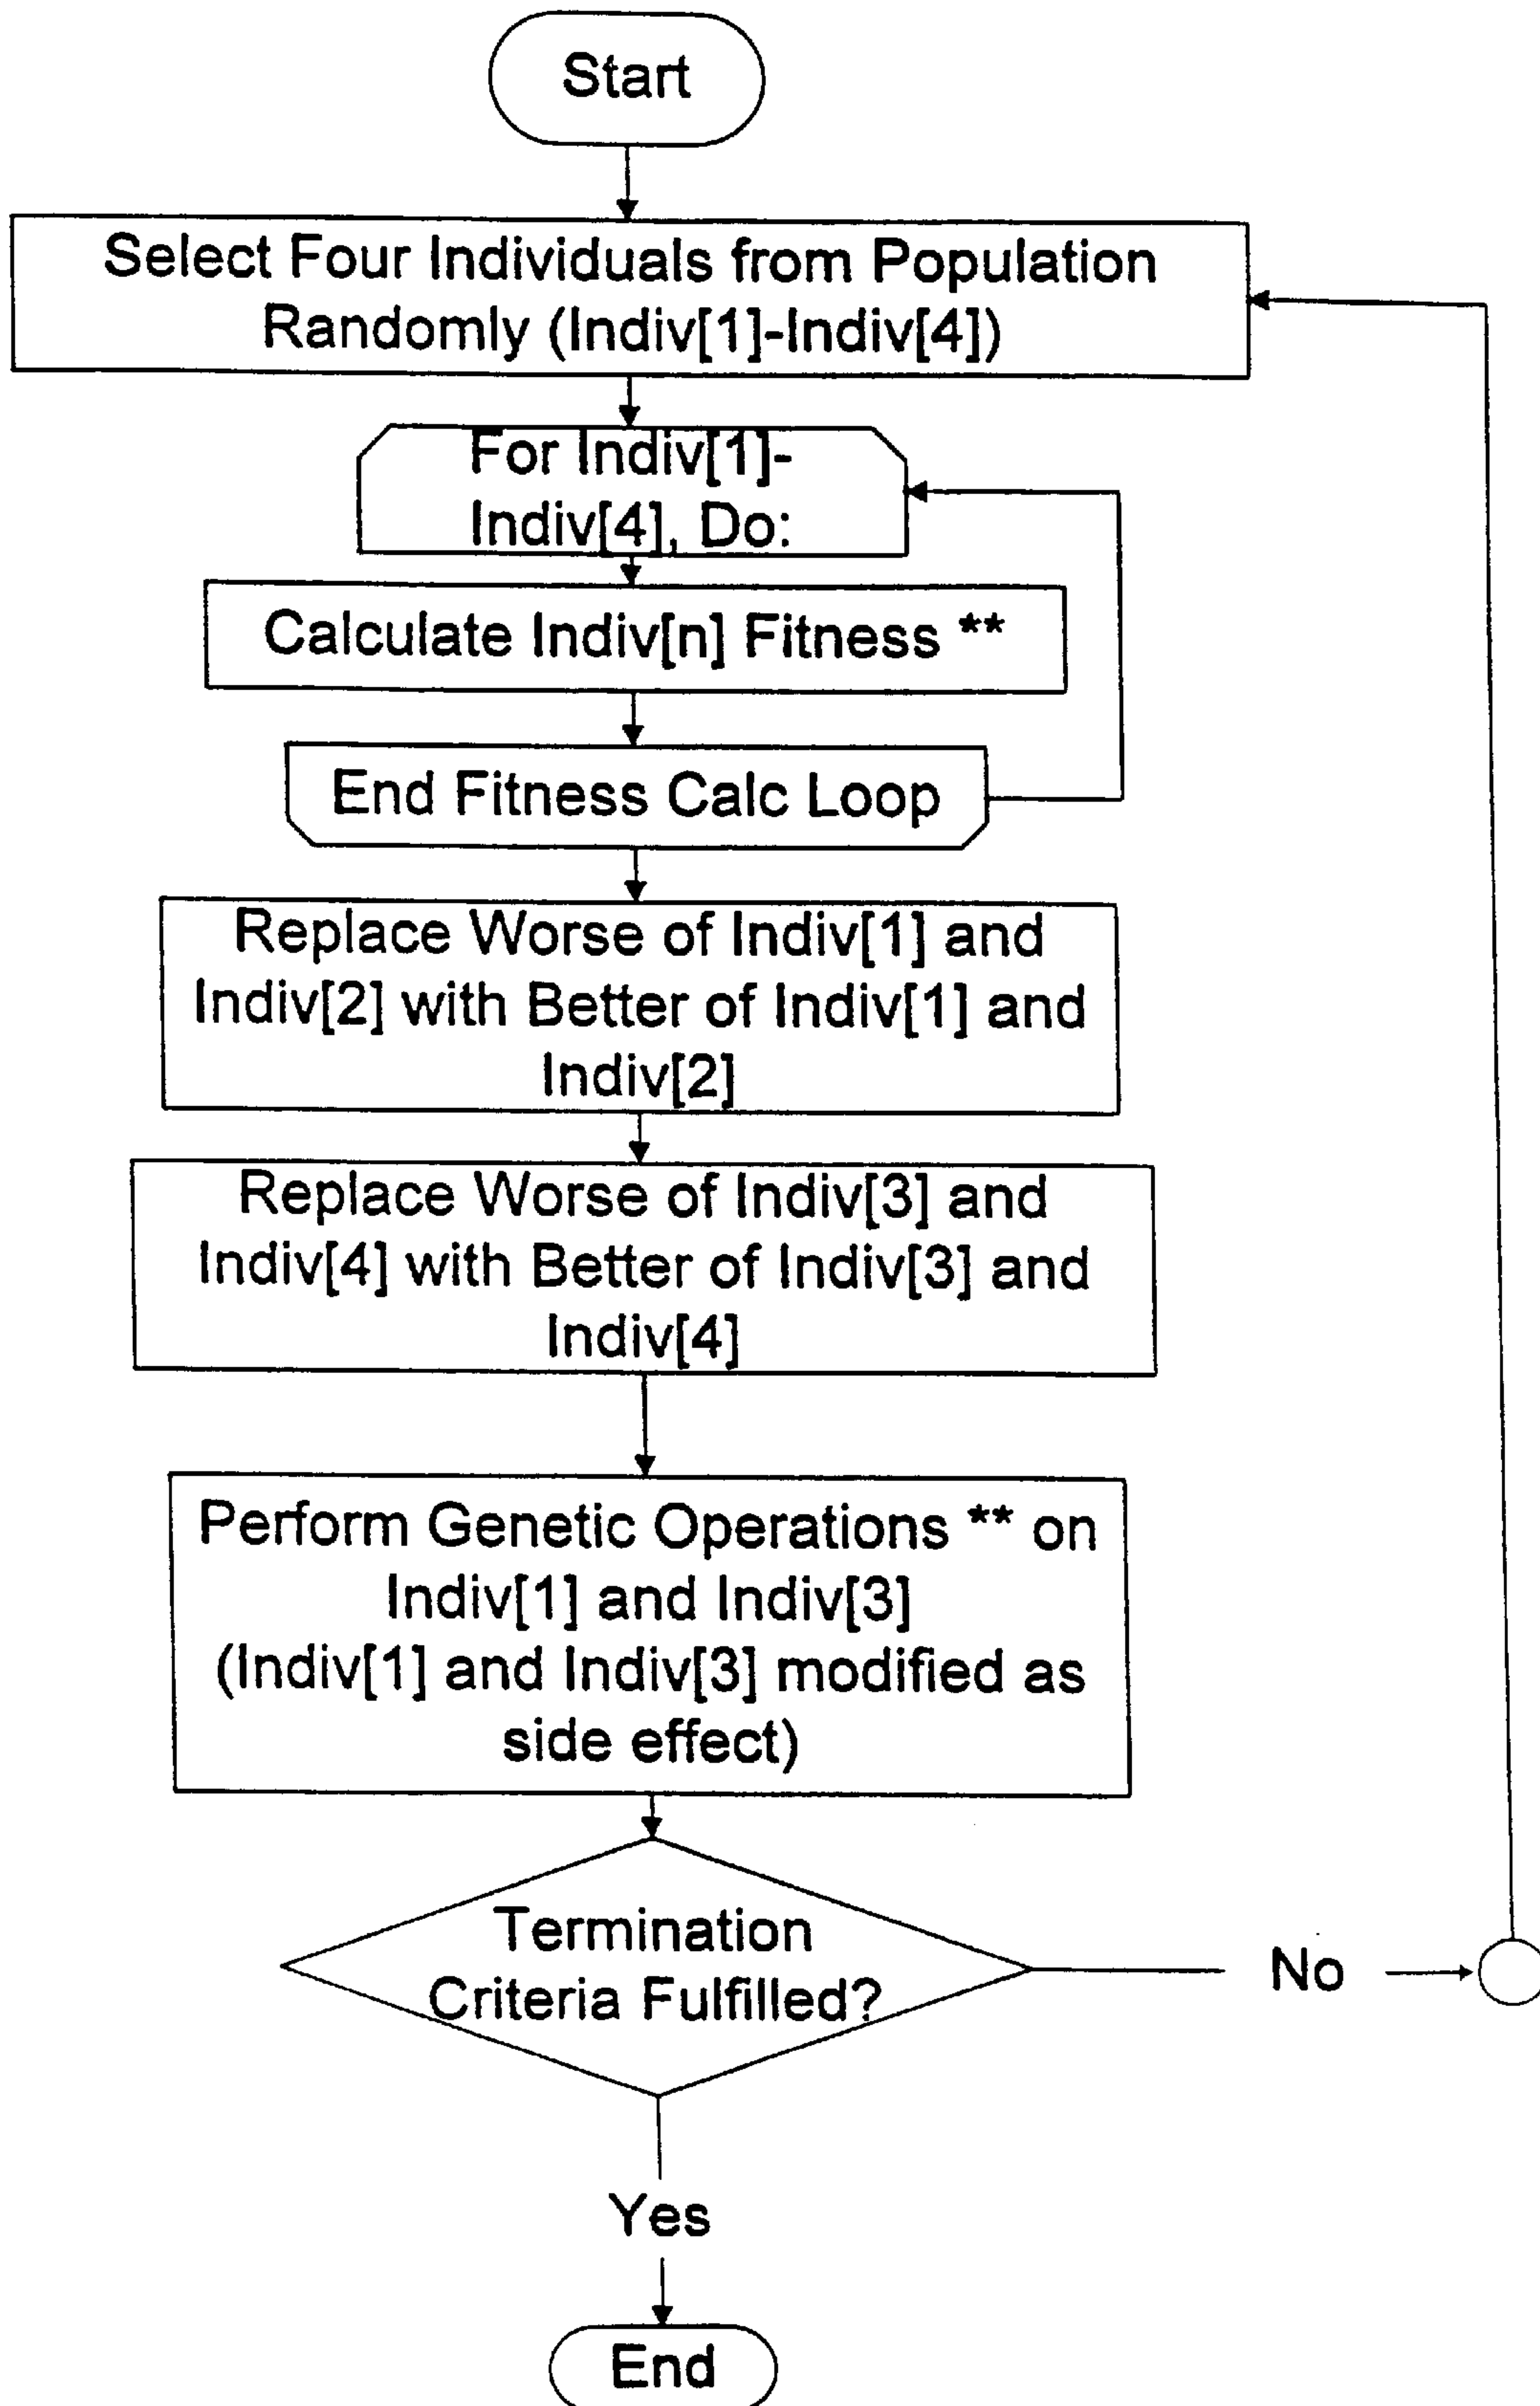 Start
Select Four Individuals from Population
Randomly (Indiv[1]-Indiv[4])
For Indiv[1]-
Indiv[4], Do:
Calculate Indiv[n] Fitness **
End Fitness Calc Loop
Replace Worse of Indiv[1] and
Indiv[2] with Better of Indiv[1] and
Indiv[2]
Replace Worse of Indiv[3] and
Indiv[4] with Better of Indiv[3] and
Indiv[4]
Perform Genetic Operations ** on
Indiv[1] and Indiv[3]
(Indiv[1] and Indiv[3] modified as
side effect)
Termination
Criteria Fulfilled?
No
Yes
End